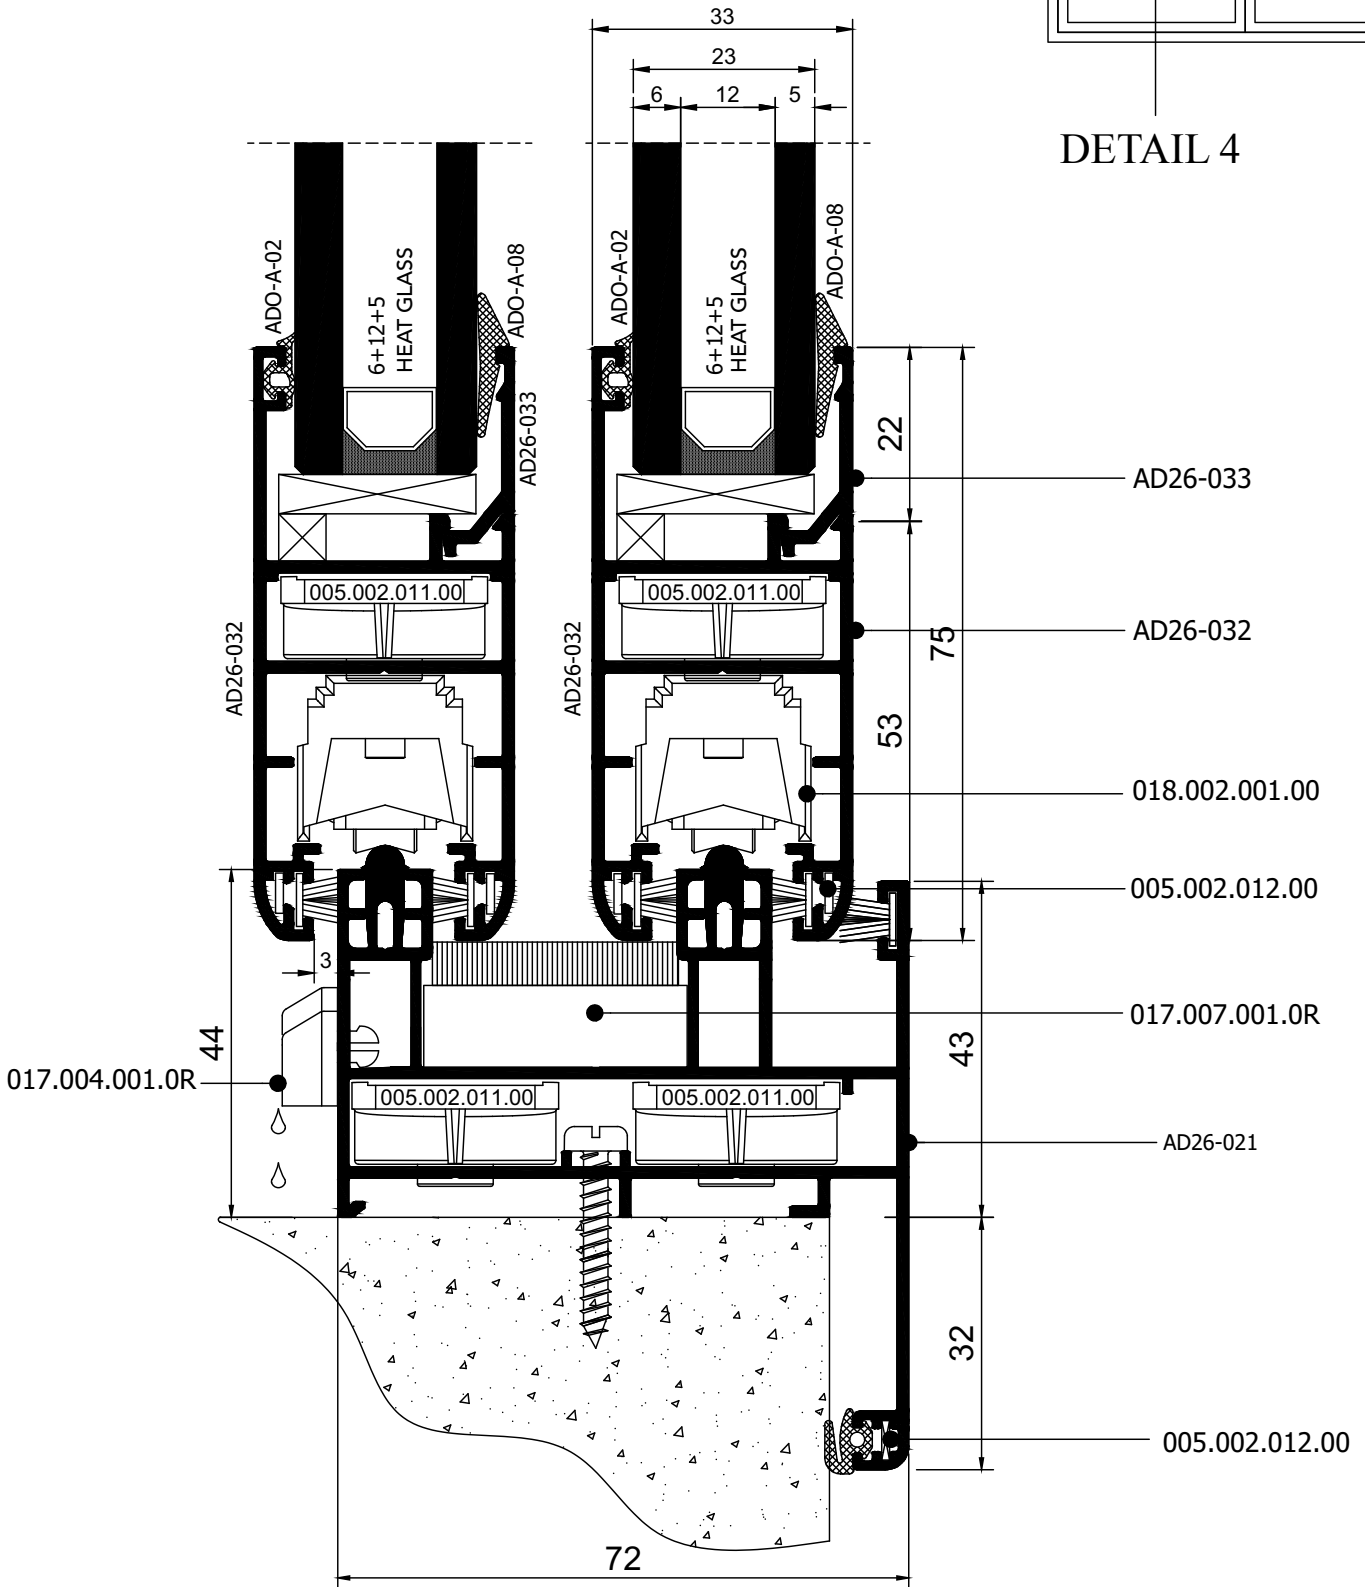 33
23
6
12
5
DETAIL 4
ADO-A-02
6+12+5
HEAT GLASS
ADO-A-08
ADO-A-02
6+12+5
HEAT GLASS
ADO-A-08
AD26-033
22
AD26-033
005.002.011.00
005.002.011.00
AD26-032
AD26-032
75
AD26-032
53
018.002.001.00
005.002.012.00
3
017.007.001.0R
44
43
017.004.001.0R
005.002.011.00
005.002.011.00
AD26-021
32
005.002.012.00
72